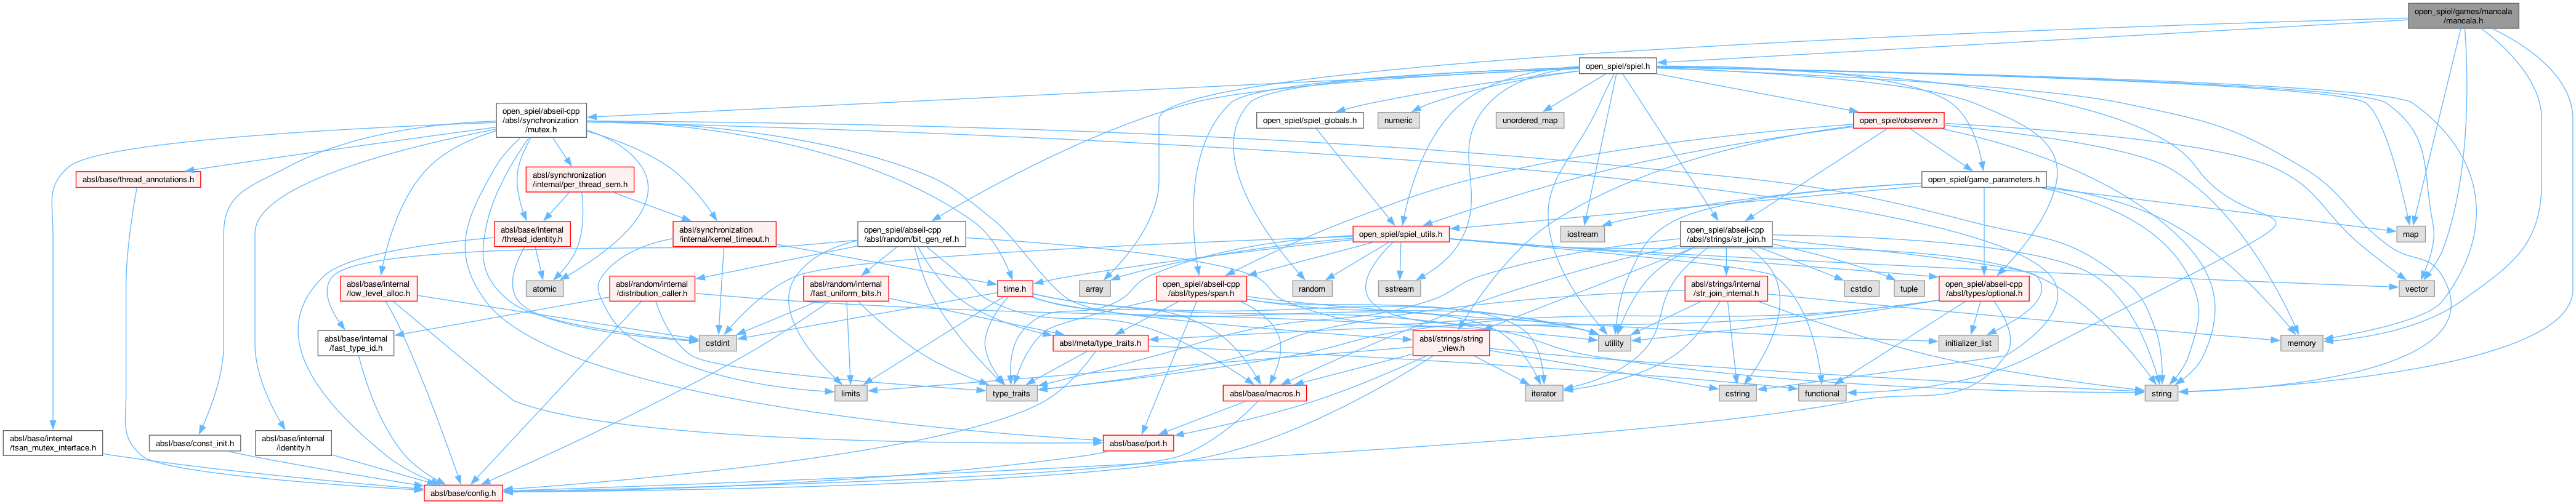 open_spiel/games/mancala
/mancala.h
open_spiel/spiel.h
open_spiel/abseil-cpp
/absl/synchronization
/mutex.h
open_spiel/spiel_globals.h
numeric
unordered_map
open_spiel/observer.h
absl/base/thread_annotations.h
absl/synchronization
/internal/per_thread_sem.h
open_spiel/game_parameters.h
absl/base/internal
/thread_identity.h
absl/synchronization
/internal/kernel_timeout.h
open_spiel/abseil-cpp
/absl/random/bit_gen_ref.h
open_spiel/spiel_utils.h
iostream
open_spiel/abseil-cpp
/absl/strings/str_join.h
map
absl/base/internal
/low_level_alloc.h
atomic
absl/random/internal
/distribution_caller.h
absl/random/internal
/fast_uniform_bits.h
time.h
array
open_spiel/abseil-cpp
/absl/types/span.h
random
sstream
absl/strings/internal
/str_join_internal.h
cstdio
tuple
open_spiel/abseil-cpp
/absl/types/optional.h
vector
absl/base/internal
/fast_type_id.h
cstdint
absl/meta/type_traits.h
absl/strings/string
_view.h
utility
initializer_list
memory
limits
type_traits
absl/base/macros.h
iterator
cstring
functional
string
absl/base/internal
/tsan_mutex_interface.h
absl/base/const_init.h
absl/base/internal
/identity.h
absl/base/port.h
absl/base/config.h